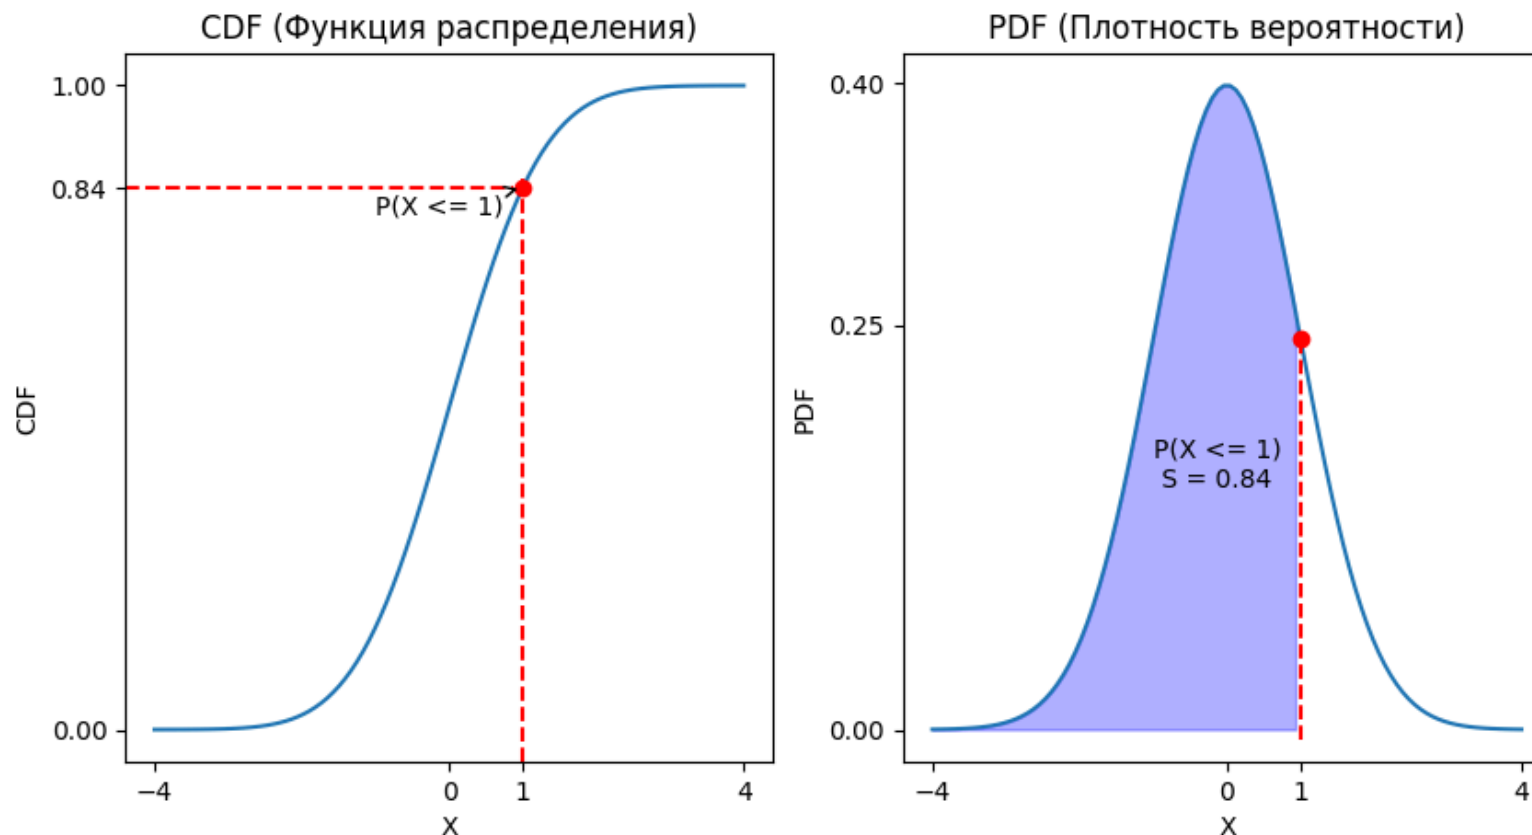 CDF (Функция распределения)
1.00
0.84
P(X <= 1)
CDF
0.00
−4
0
1
4
X
PDF (Плотность вероятности)
0.40
0.25
PDF
P(X <= 1)
S = 0.84
0.00
−4
0
1
4
X